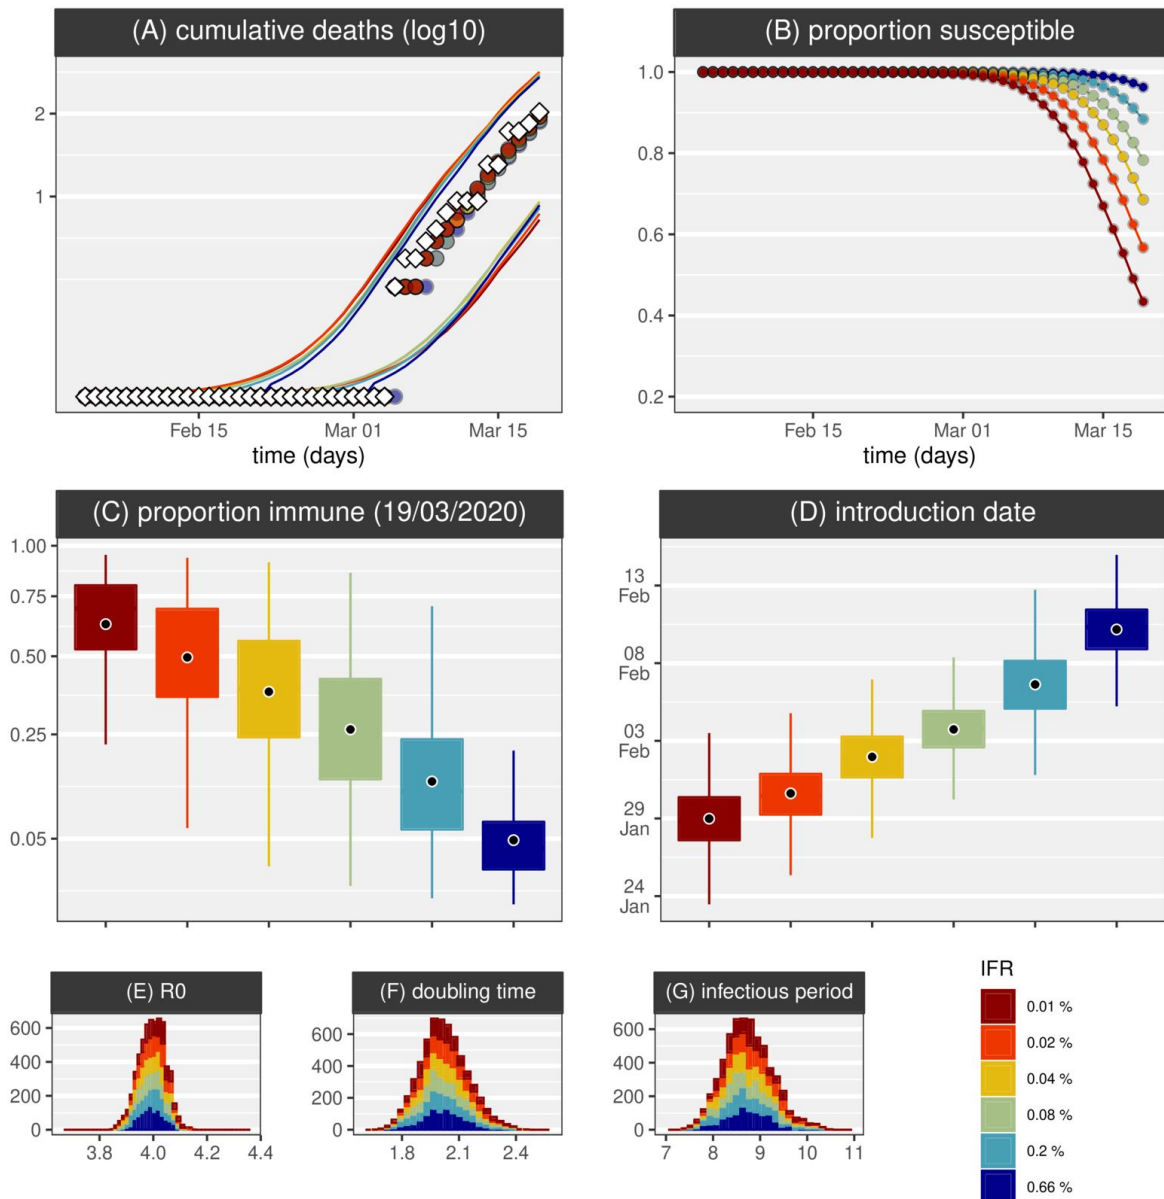 (A) cumulative deaths (log10)
2
1
Feb 15
Mar 01
Mar 15
time (days)
(B) proportion susceptible
1.0
0.8
0.6
0.4
0.2
Feb 15
Mar 01
Mar 15
time (days)
(C) proportion immune (19/03/2020)
1.00
0.75
0.50
0.25
0.05
(D) introduction date
13
Feb
08
Feb
03
Feb
29
Jan
24
Jan
(E) R0
600
400
200
0
3.8
4.0
4.2
4.4
(F) doubling time
600
400
200
0
1.8
2.1
2.4
(G) infectious period
600
400
200
0
7
8
9
10
11
IFR
0.01 %
0.02 %
0.04 %
0.08 %
0.2 %
0.66 %